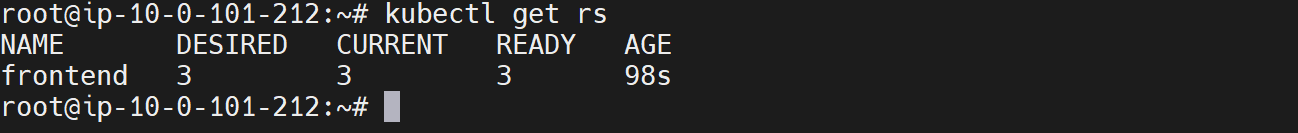 root@ip-10-0-101-212:~# kubectl get rs
NAME       DESIRED   CURRENT   READY   AGE
frontend   3         3         3       98s
root@ip-10-0-101-212:~#